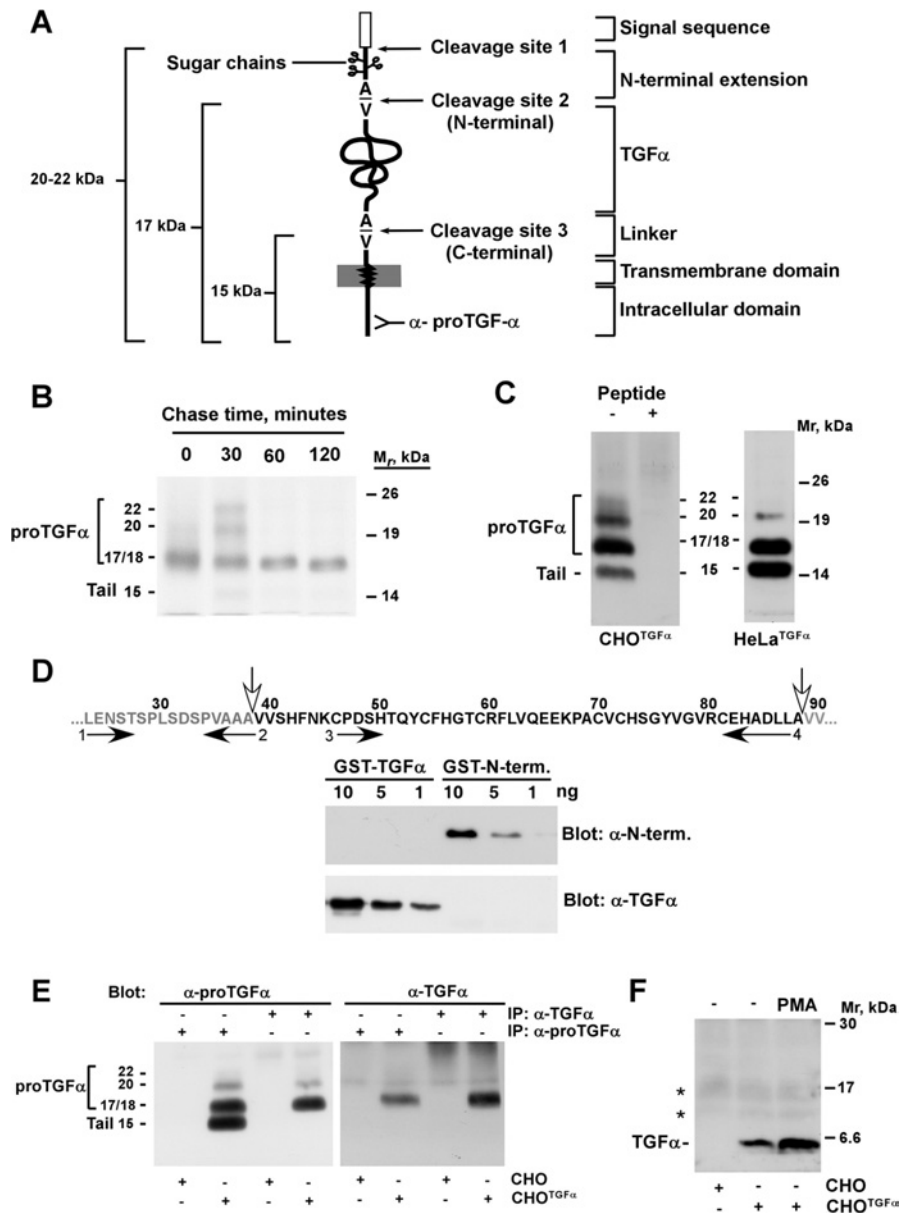 A
Signal sequence
Cleavage site 1
Sugar chains
N-terminal extension
A
V
Cleavage site 2
(N-terminal)
TGFα
20-22 kDa
17 kDa
A
V
Cleavage site 3
(C-terminal)
Linker
Transmembrane domain
15 kDa
Intracellular domain
α- proTGF-α
B
Chase time, minutes
0 30 60 120
Mr, kDa
22 –
20 –
proTGFα
17/18 –
Tail 15 –
– 26
– 19
– 14
C
Peptide
- +
Mr, kDa
proTGFα
Tail –
– 22
– 20 –
– 17/18 –
– 15 –
– 26
– 19
– 14
CHOTGFα
HeLaTGFα
D
30 40 50 60 70 80 90
...LENSTSPLSDSPVAAAVVSHFNKCPDSHTQYCFHGTCRFLVQEEKPACVCHSGYVGVRCEHADLLAVV...
1 2 3 4
GST-TGFα GST-N-term.
10 5 1 10 5 1 ng
Blot: α-N-term.
Blot: α-TGFα
E
Blot: α-proTGFα α-TGFα
- - + + - - + + IP: α-TGFα
+ + - - + + - - IP: α-proTGFα
22 –
proTGFα
20 –
17/18 –
Tail 15 –
+ - + - + - + - CHO
- + - + - + - + CHOTGFα
F
- - PMA
Mr, kDa
– 30
– 17
*
*
– 6.6
TGFα-
+ - - CHO
- + + CHOTGFα